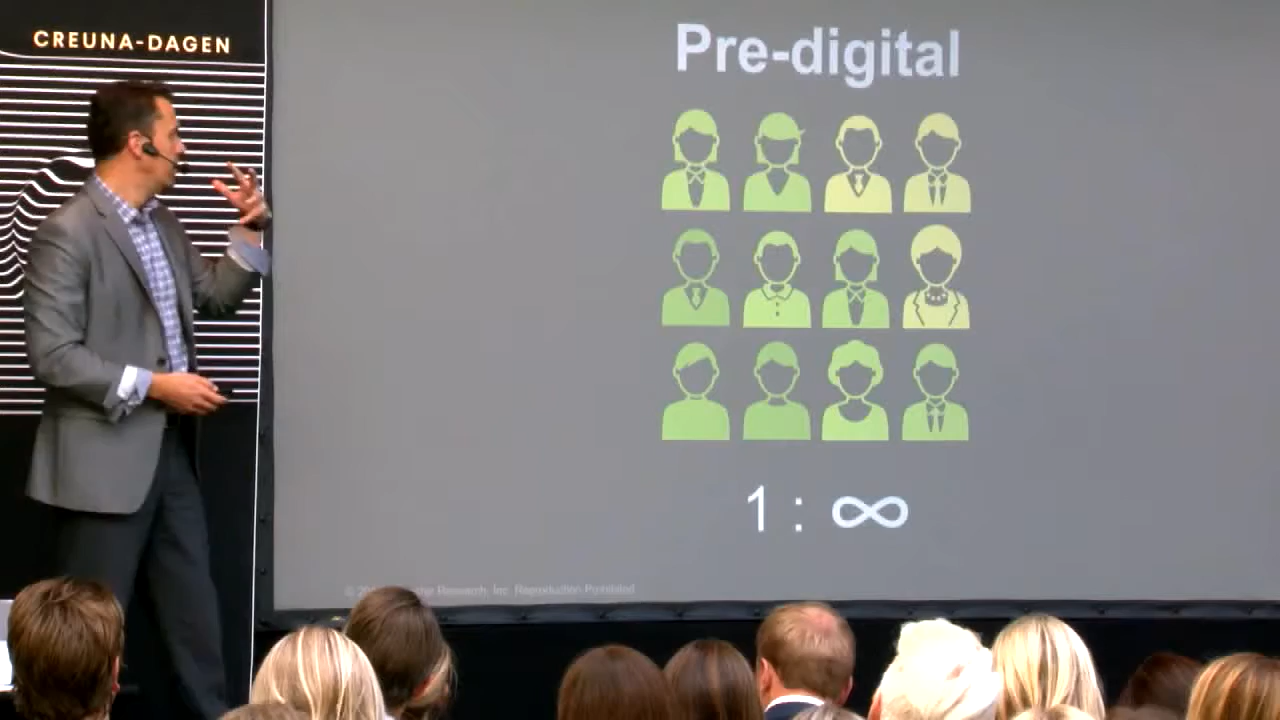 CREUNA-DAGEN
Pre-digital
1 : ∞
Research, Inc. Reproduction Prohibited